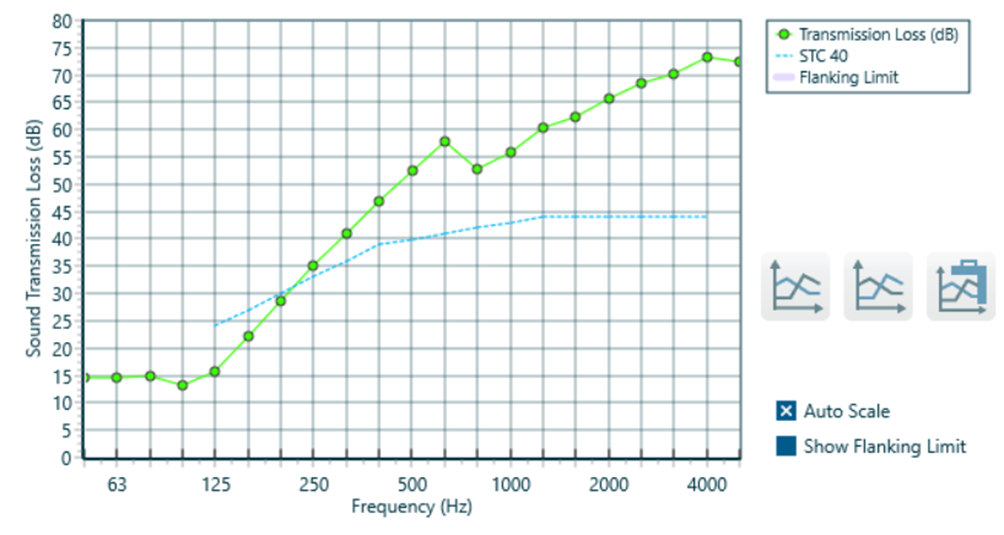 80
75
70
65
60
55
50
45
40
35
30
25
20
15
10
5
0
Sound Transmission Loss (dB)
63 125 250 500 1000 2000 4000
Frequency (Hz)
Transmission Loss (dB)
STC 40
Flanking Limit
Auto Scale
Show Flanking Limit